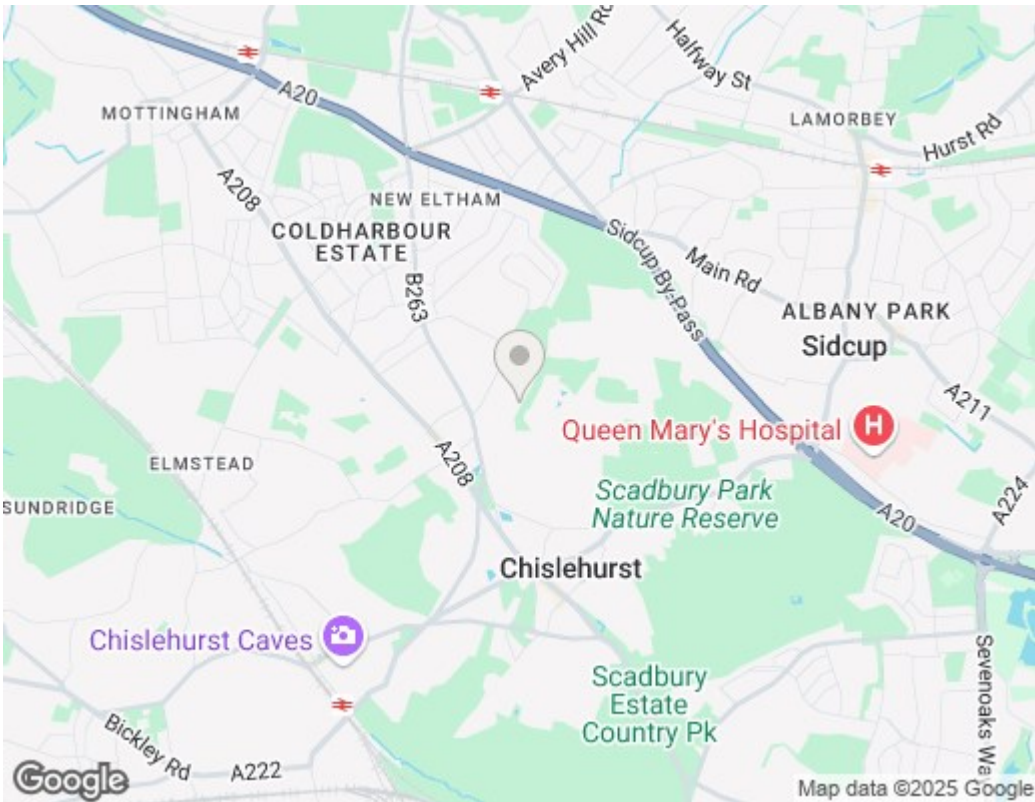 Avery Hill Rd
Halfway St
A20
MOTTINGHAM
LAMORBEY
Hurst Rd
A208
NEW ELTHAM
COLDHARBOUR
ESTATE
Sidcup By-Pass
Main Rd
B263
ALBANY PARK
Sidcup
A211
Queen Mary's Hospital
H
A208
ELMSTEAD
Scadbury Park
Nature Reserve
A224
SUNDRIDGE
A20
Chislehurst
Chislehurst Caves
Scadbury
Estate
Country Pk
Sevenoaks Wa
Bickley Rd
A222
Google
Map data ©2025 Google